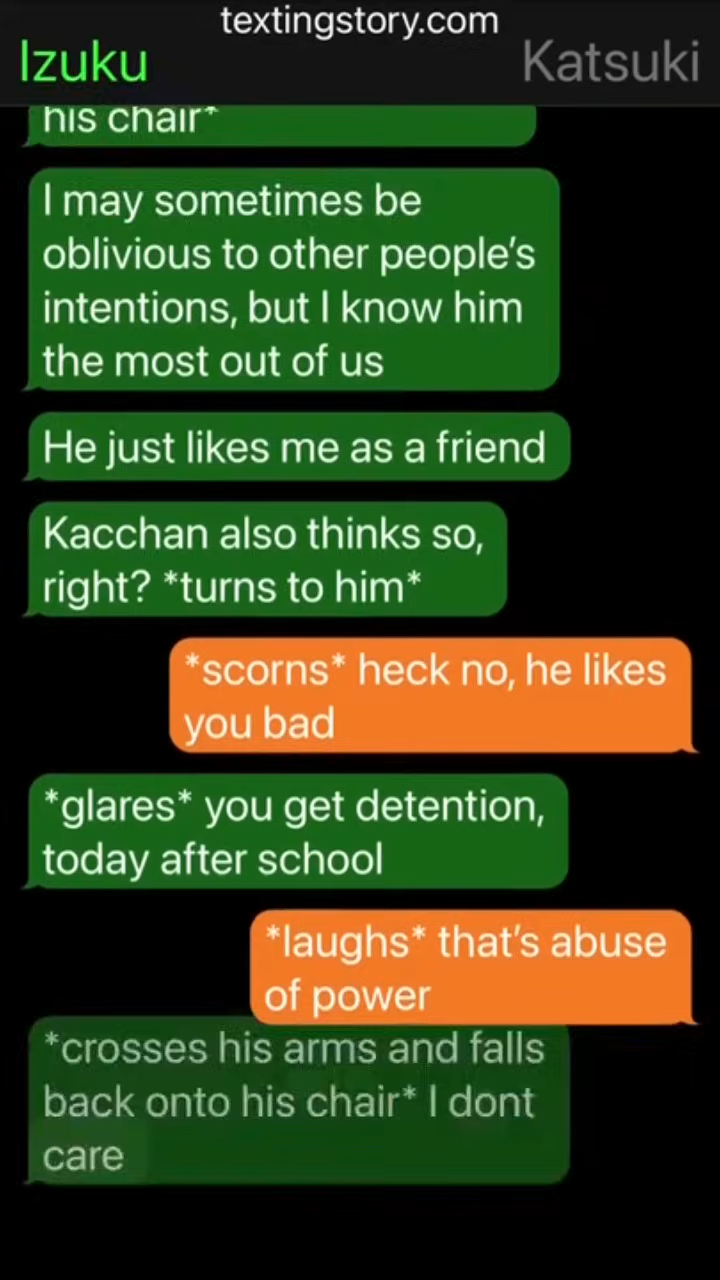 textingstory.com
Izuku
Katsuki
his chair*
I may sometimes be
oblivious to other people's
intentions, but I know him
the most out of us
He just likes me as a friend
Kacchan also thinks so,
right? *turns to him*
*scorns* heck no, he likes
you bad
*glares* you get detention,
today after school
*laughs* that's abuse
of power
*crosses his arms and falls
back onto his chair* I dont
care